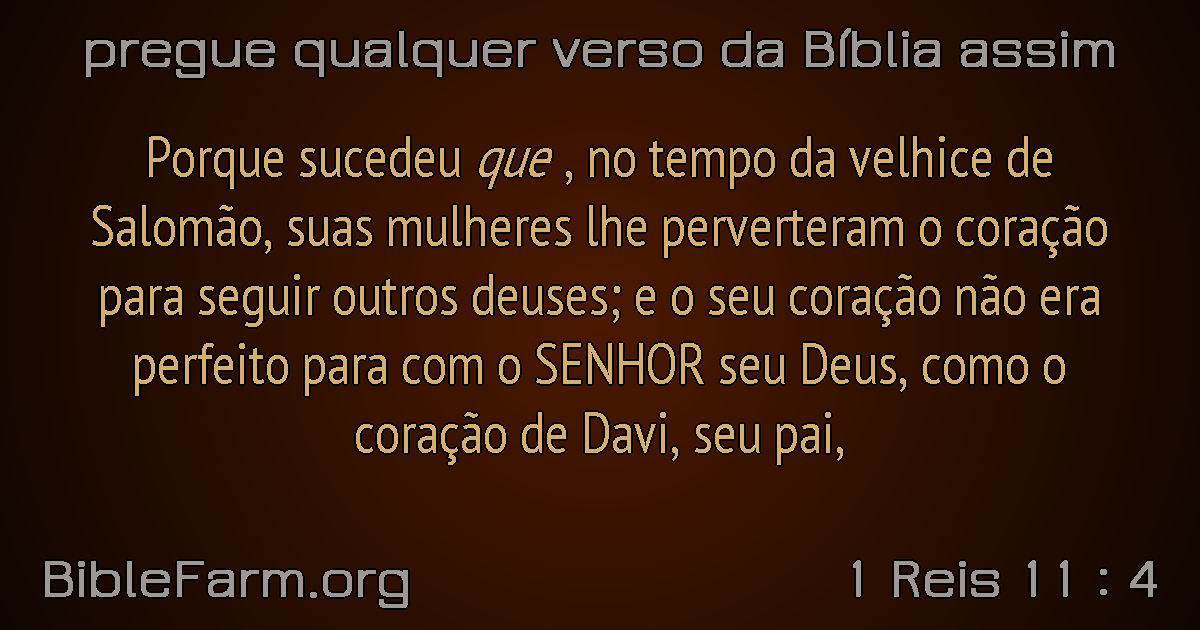 pregue qualquer verso da Bíblia assim
Porque sucedeu que , no tempo da velhice de
Salomão, suas mulheres lhe perverteram o coração
para seguir outros deuses; e o seu coração não era
perfeito para com o SENHOR seu Deus, como o
coração de Davi, seu pai,
BibleFarm.org
1 Reis 11 : 4